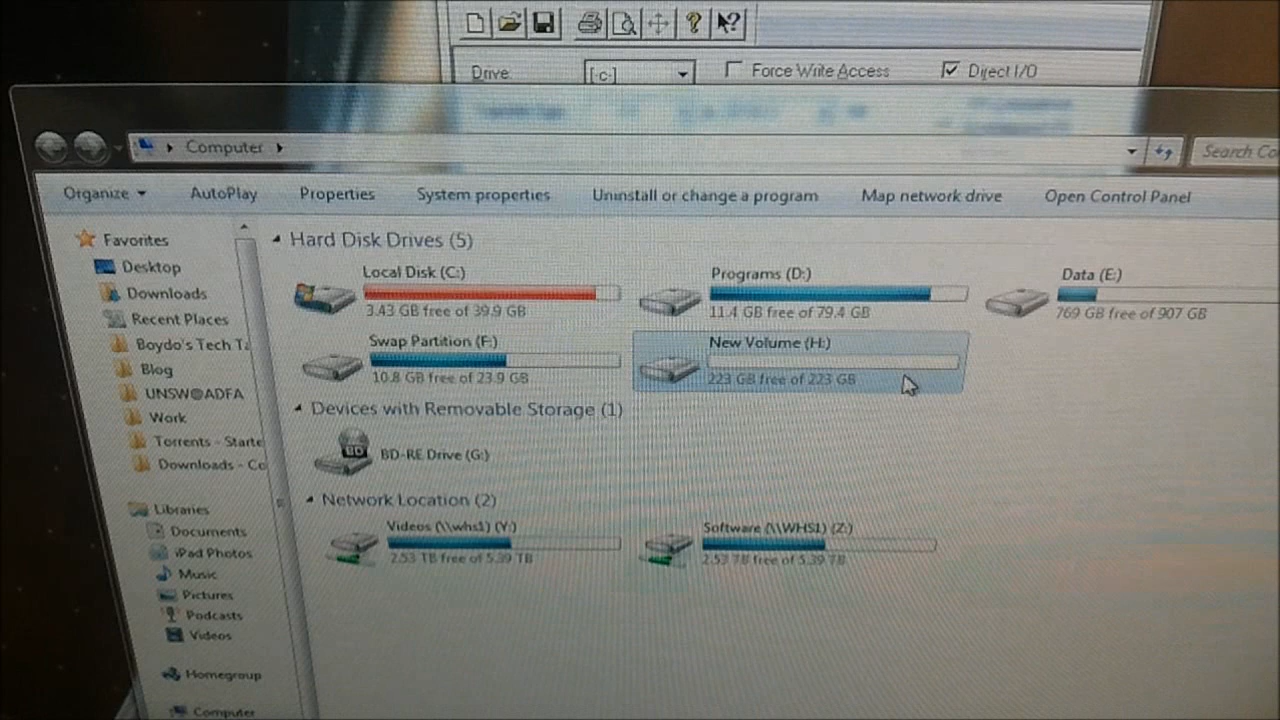 Drive
[-c-]
Force Write Access
Direct I/O
Computer
Search Co
Organize
AutoPlay
Properties
System properties
Uninstall or change a program
Map network drive
Open Control Panel
Favorites
Desktop
Downloads
Recent Places
Boydo's Tech Ta
Blog
UNSW@ADFA
Work
Torrents - Starte
Downloads - Co
Libraries
Documents
iPad Photos
Music
Pictures
Podcasts
Videos
Homegroup
Computer
Hard Disk Drives (5)
Local Disk (C:)
3.43 GB free of 39.9 GB
Programs (D:)
11.4 GB free of 79.4 GB
Data (E:)
769 GB free of 907 GB
Swap Partition (F:)
10.8 GB free of 23.9 GB
New Volume (H:)
223 GB free of 223 GB
Devices with Removable Storage (1)
BD
BD-RE Drive (G:)
Network Location (2)
Videos (\\whs1) (Y:)
2.53 TB free of 5.39 TB
Software (\\WHS1) (Z:)
2.53 TB free of 5.39 TB